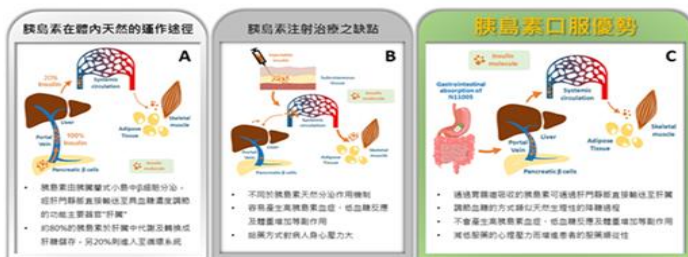 胰島素在體內天然的運作途徑
A
20%
Insulin
Systemic
circulation
Liver
Portal
Vein
100%
Insulin
Adipose
Tissue
Skeletal
muscle
Insulin
molecule
Pancreatic β cells
胰島素由胰臟蘭式小島中β細胞分泌，
經肝門靜脈直接輸送至具血糖濃度調節
的功能主要器官"肝臟"
約80%的胰島素於肝臟中代謝及轉換成
肝醣儲存，另20%則進入至循環系統
胰島素注射治療之缺點
B
Injectable
insulin
Subcutaneous
tissue
Insulin
molecule
Systemic
circulation
Liver
Portal
Vein
Adipose
Tissue
Skeletal
muscle
Pancreatic β cells
不同於胰島素天然分泌作用機制
容易產生高胰島素血症、低血糖反應
及體重增加等副作用
給藥方式對病人身心壓力大
胰島素口服優勢
C
Insulin
molecule
Gastrointestinal
absorption of
N11005
Systemic
circulation
Liver
Portal
Vein
Adipose
Tissue
Skeletal
muscle
Pancreatic β cells
通過胃腸道吸收的胰島素可通過肝門靜脈直接輸送至肝臟
調節血糖的方式類似天然生理性的降糖過程
不會產生高胰島素血症、低血糖反應及體重增加等副作用
減低服藥的心理壓力而增進患者的服藥順從性